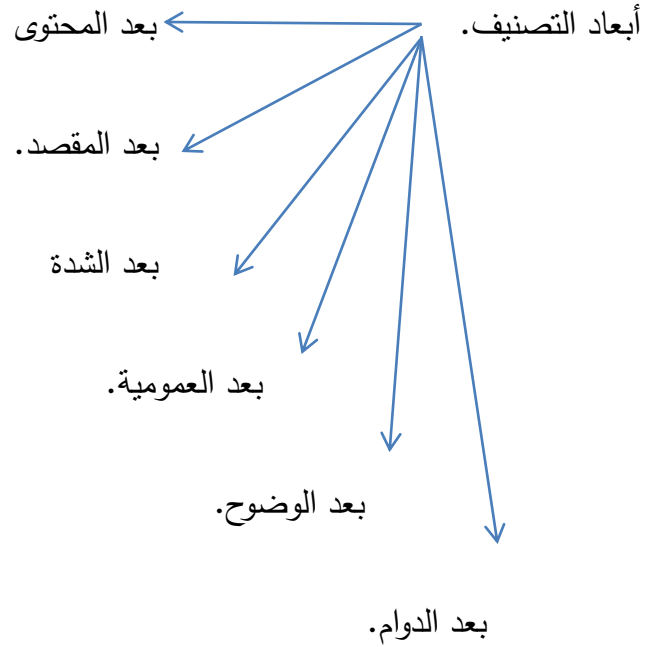 أبعاد التصنيف.
بعد المحتوى
بعد المقصد.
بعد الشدة
بعد العمومية.
بعد الوضوح.
بعد الدوام.